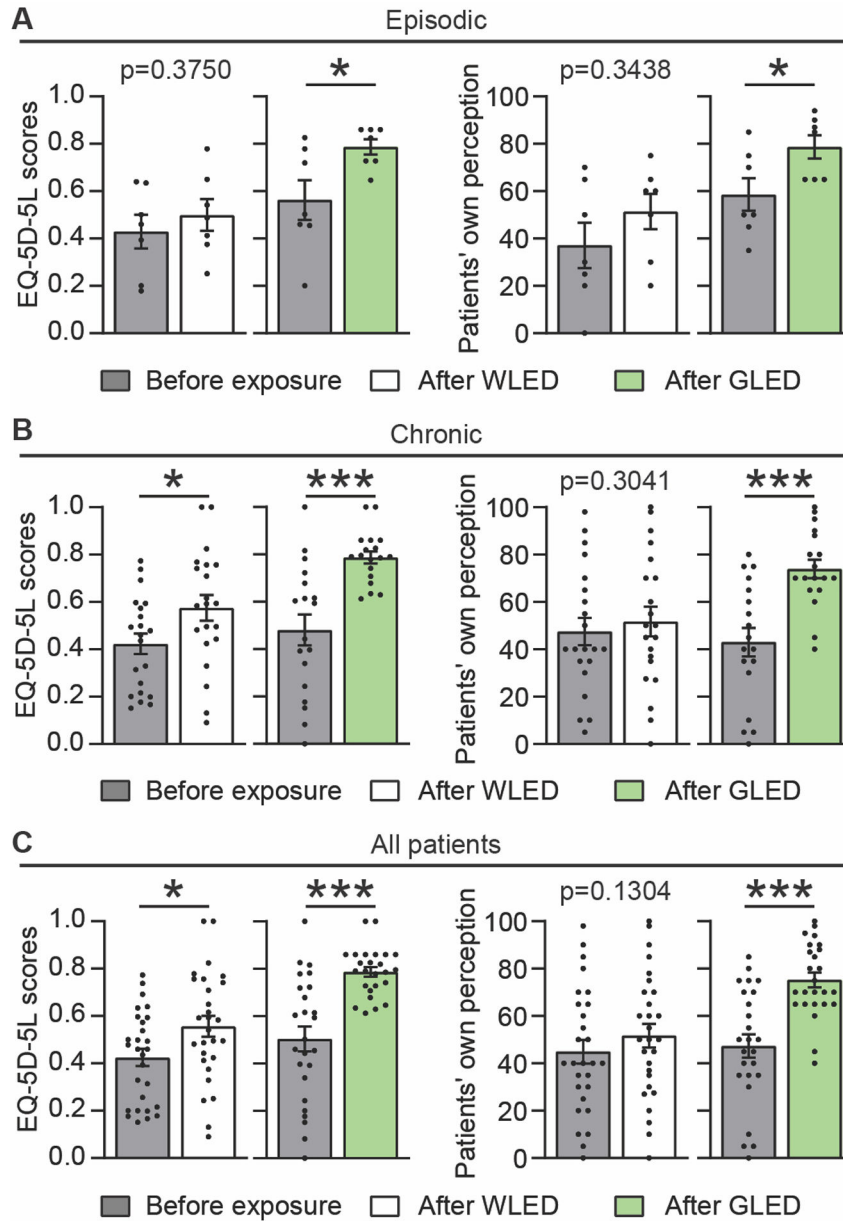 A
Episodic
p=0.3750
*
p=0.3438
*
EQ-5D-5L scores
1.0
0.8
0.6
0.4
0.2
0.0
Patients' own perception
100
80
60
40
20
0
Before exposure
After WLED
After GLED
B
Chronic
*
***
p=0.3041
***
EQ-5D-5L scores
1.0
0.8
0.6
0.4
0.2
0.0
Patients' own perception
100
80
60
40
20
0
Before exposure
After WLED
After GLED
C
All patients
*
***
p=0.1304
***
EQ-5D-5L scores
1.0
0.8
0.6
0.4
0.2
0.0
Patients' own perception
100
80
60
40
20
0
Before exposure
After WLED
After GLED